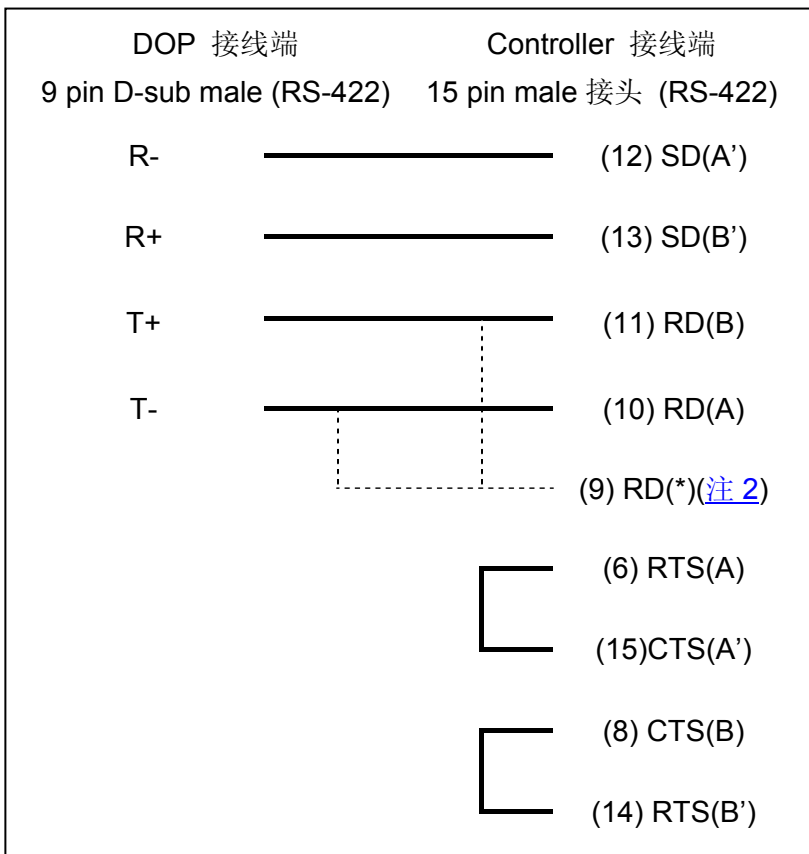 DOP 接线端 Controller 接线端
9 pin D-sub male (RS-422) 15 pin male 接头 (RS-422)
R- (12) SD(A’)
R+ (13) SD(B’)
T+ (11) RD(B)
T- (10) RD(A)
(9) RD(*)(注 2)
(6) RTS(A)
(15)CTS(A’)
(8) CTS(B)
(14) RTS(B’)